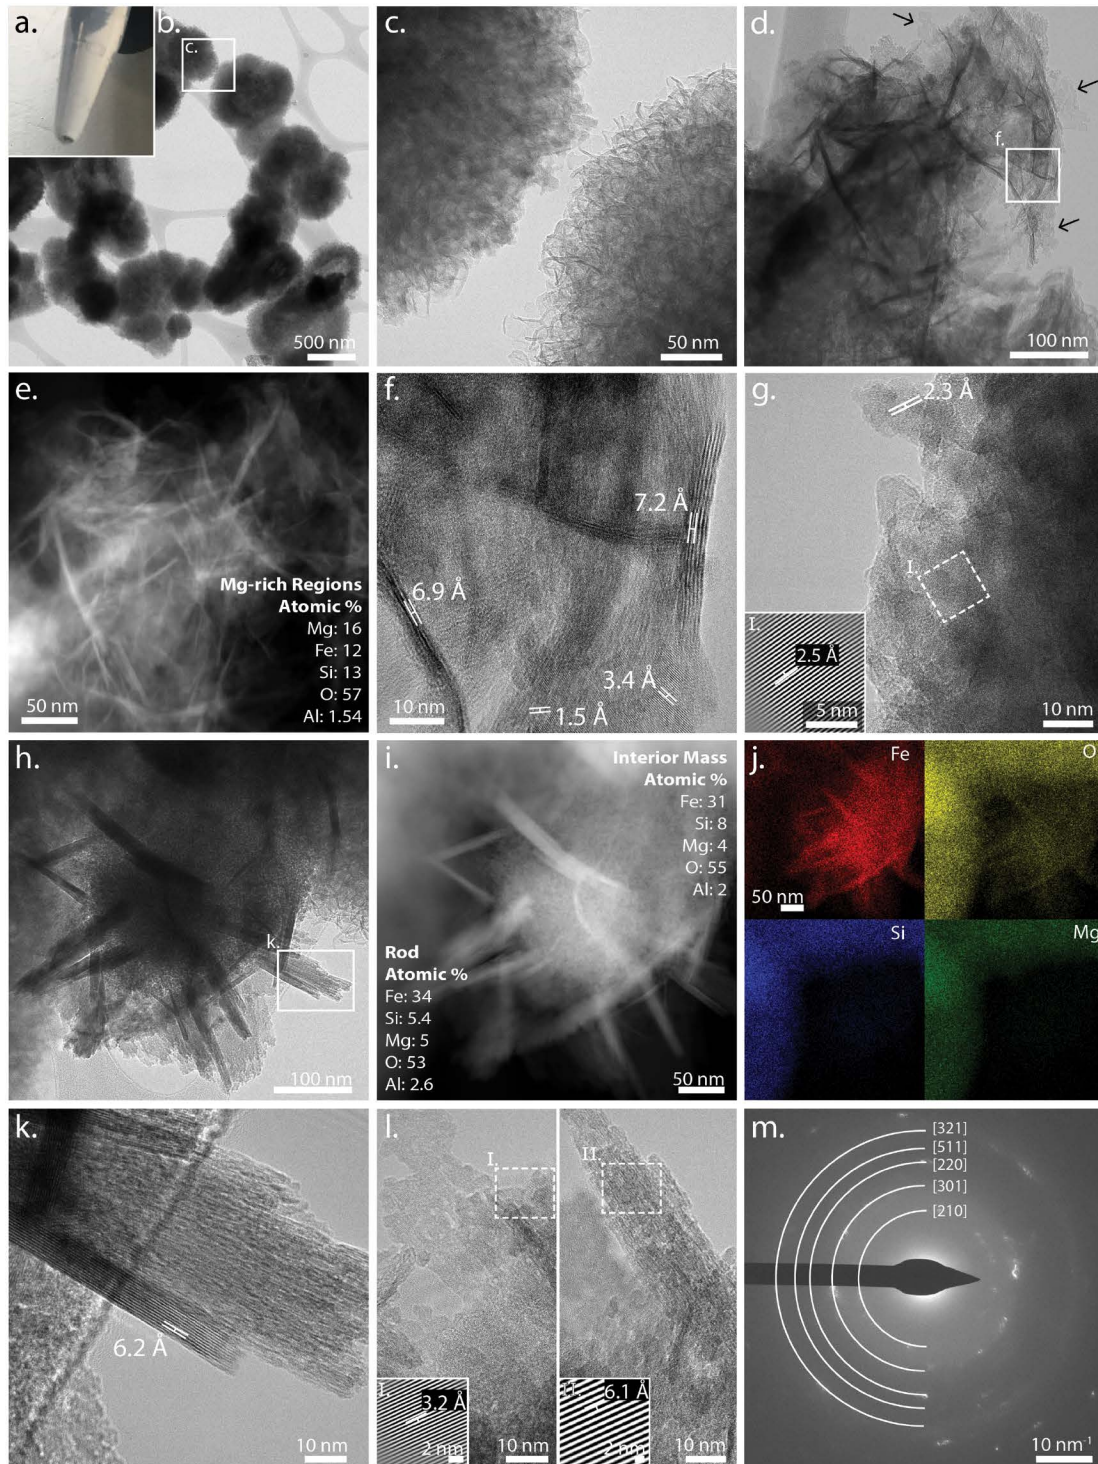 a.
b.
c.
500 nm
c.
50 nm
d.
f.
100 nm
e.
Mg-rich Regions
Atomic %
Mg: 16
Fe: 12
Si: 13
O: 57
Al: 1.54
50 nm
f.
7.2 Å
6.9 Å
3.4 Å
1.5 Å
10 nm
g.
2.3 Å
I.
I.
2.5 Å
5 nm
10 nm
h.
k.
100 nm
i.
Interior Mass
Atomic %
Fe: 31
Si: 8
Mg: 4
O: 55
Al: 2
Rod
Atomic %
Fe: 34
Si: 5.4
Mg: 5
O: 53
Al: 2.6
50 nm
j.
Fe
O
50 nm
Si
Mg
k.
6.2 Å
10 nm
l.
I.
I.
3.2 Å
2 nm
10 nm
II.
II.
6.1 Å
2 nm
10 nm
m.
[321]
[511]
[220]
[301]
[210]
10 nm⁻¹